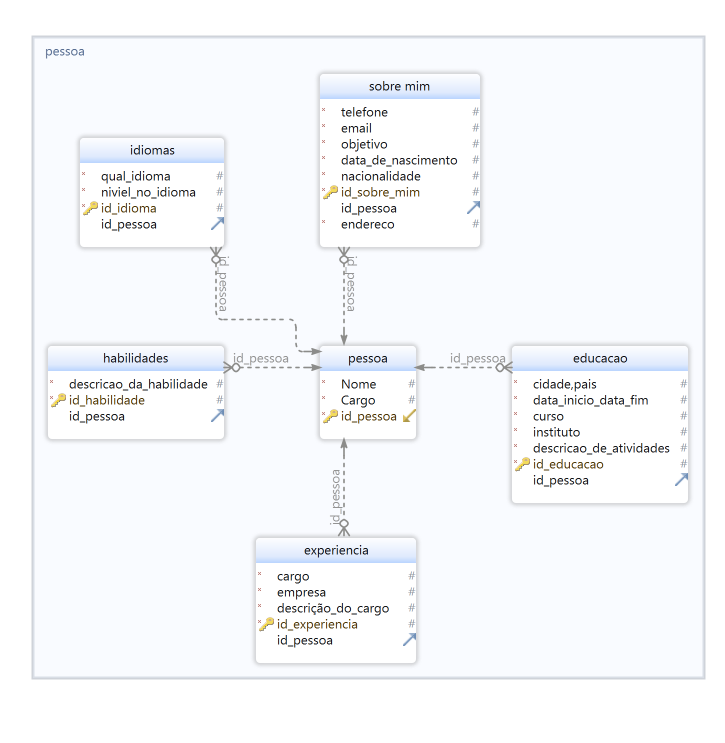 pessoa
sobre mim
telefone #
email #
objetivo #
data_de_nascimento #
nacionalidade #
id_sobre_mim #
id_pessoa
endereco #
idiomas
qual_idioma #
niviel_no_idioma #
id_idioma #
id_pessoa
id_pessoa
id_pessoa
habilidades
descricao_da_habilidade #
id_habilidade #
id_pessoa
id_pessoa
pessoa
Nome #
Cargo #
id_pessoa
id_pessoa
educacao
cidade,pais #
data_inicio_data_fim #
curso #
instituto #
descricao_de_atividades #
id_educacao #
id_pessoa
id_pessoa
experiencia
cargo #
empresa #
descrição_do_cargo #
id_experiencia #
id_pessoa